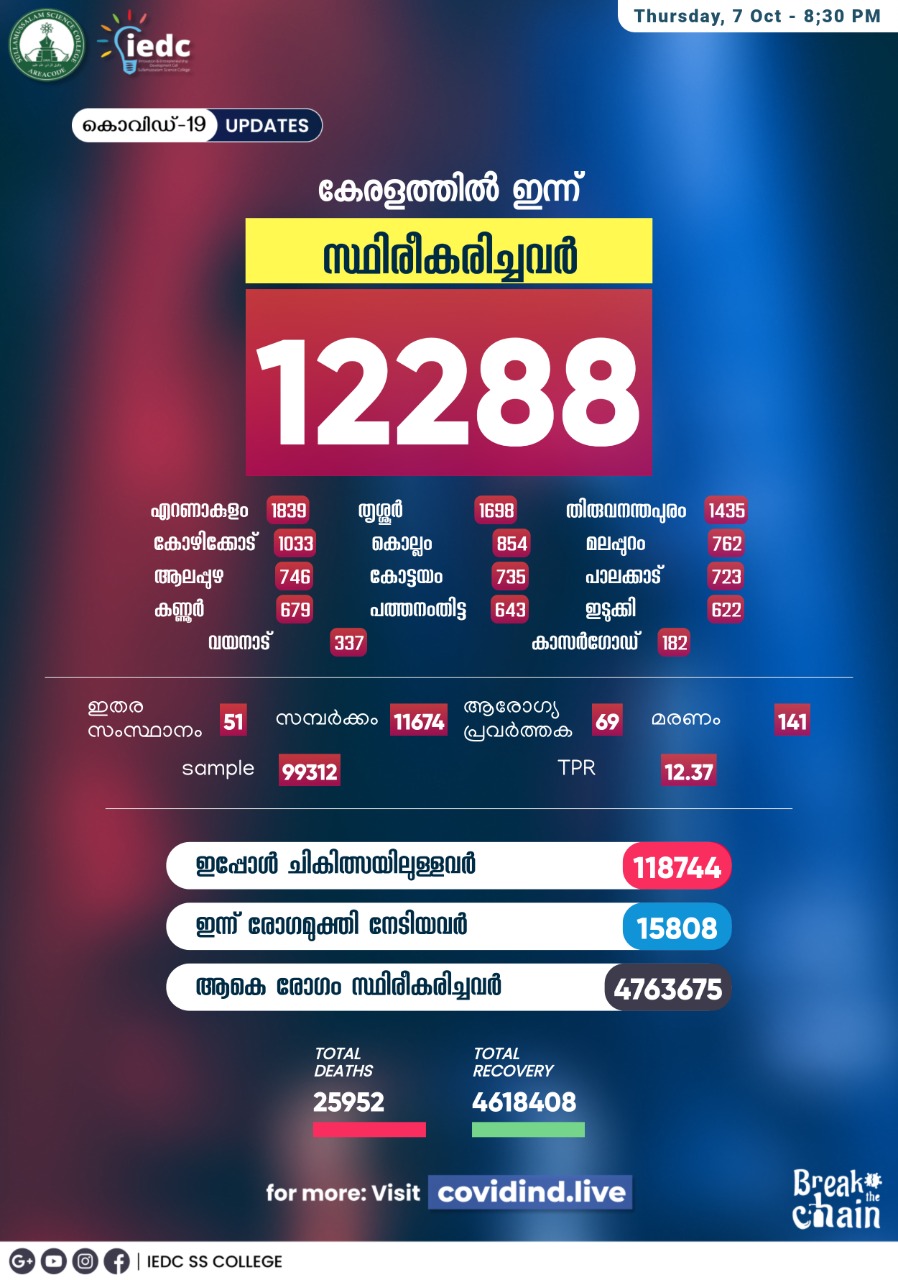 Thursday, 7 Oct - 8;30 PM
SULLAMUSSALAM SCIENCE COLLEGE
AREACODE
iedc
കൊവിഡ്-19 UPDATES
കേരളത്തിൽ ഇന്ന്
സ്ഥിരീകരിച്ചവർ
12288
എറണാകുളം 1839 തൃശ്ശൂർ 1698 തിരുവനന്തപുരം 1435
കോഴിക്കോട് 1033 കൊല്ലം 854 മലപ്പുറം 762
ആലപ്പുഴ 746 കോട്ടയം 735 പാലക്കാട് 723
കണ്ണൂർ 679 പത്തനംതിട്ട 643 ഇടുക്കി 622
വയനാട് 337 കാസർഗോഡ് 182
ഇതര സംസ്ഥാനം 51 സമ്പർക്കം 11674 ആരോഗ്യ പ്രവർത്തക 69 മരണം 141
sample 99312 TPR 12.37
ഇപ്പോൾ ചികിത്സയിലുള്ളവർ 118744
ഇന്ന് രോഗമുക്തി നേടിയവർ 15808
ആകെ രോഗം സ്ഥിരീകരിച്ചവർ 4763675
TOTAL DEATHS
25952
TOTAL RECOVERY
4618408
for more: Visit covidind.live
Break
the
chain
G+ | IEDC SS COLLEGE